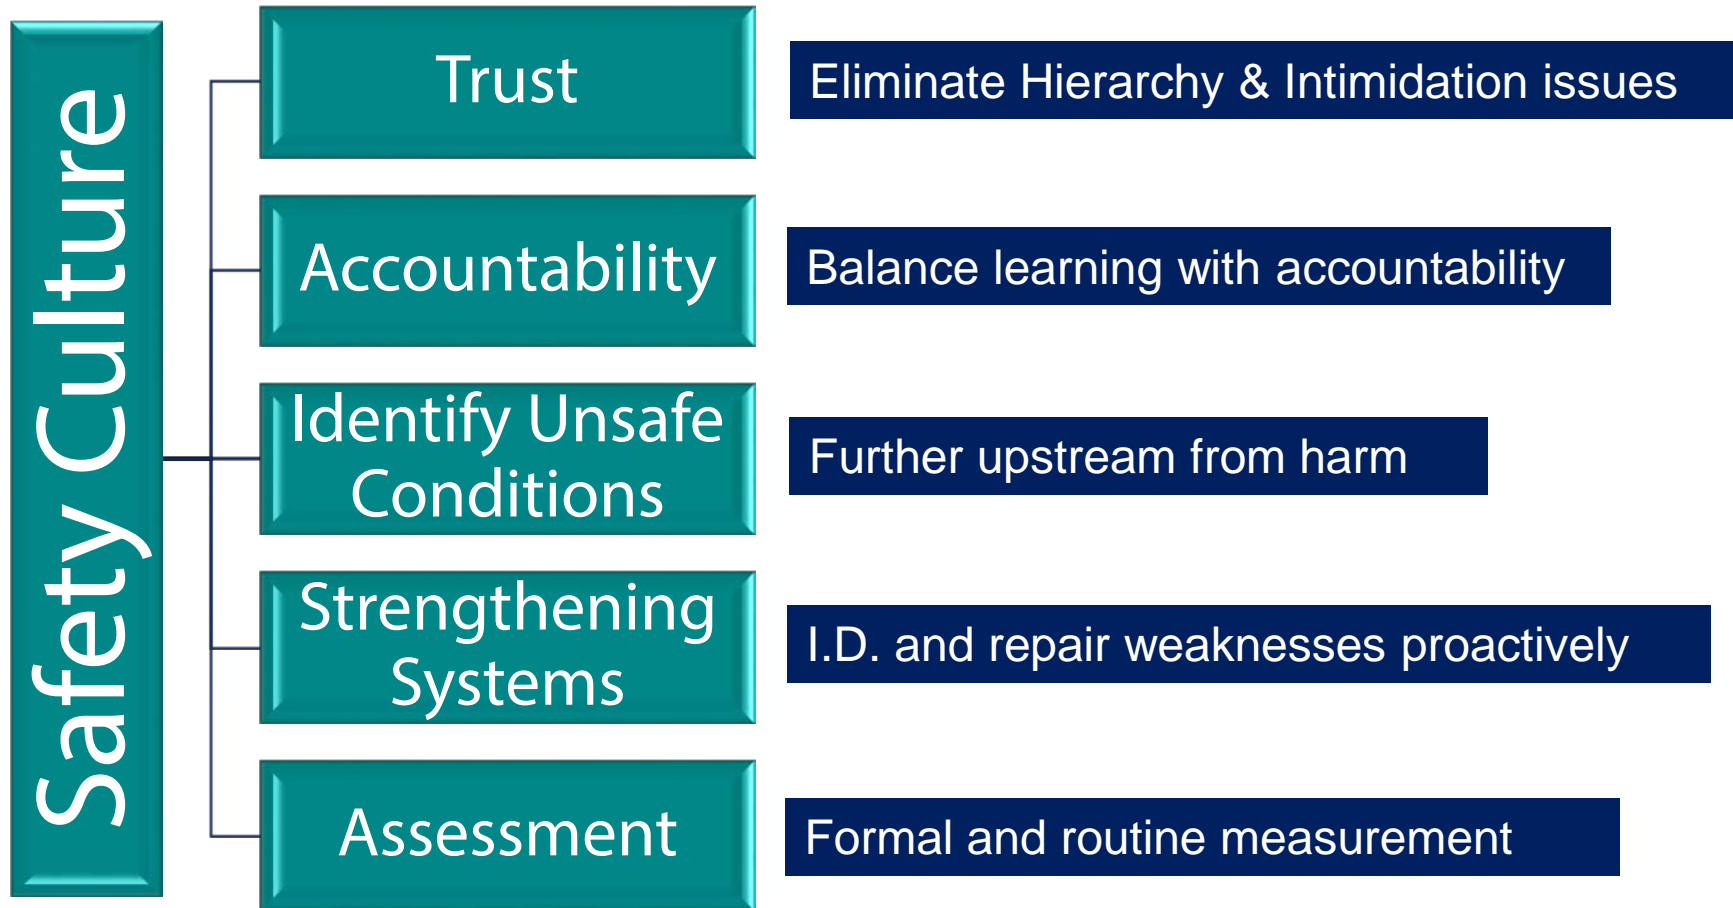 Safety Culture
Trust
Eliminate Hierarchy & Intimidation issues
Accountability
Balance learning with accountability
Identify Unsafe
Conditions
Further upstream from harm
Strengthening
Systems
I.D. and repair weaknesses proactively
Assessment
Formal and routine measurement